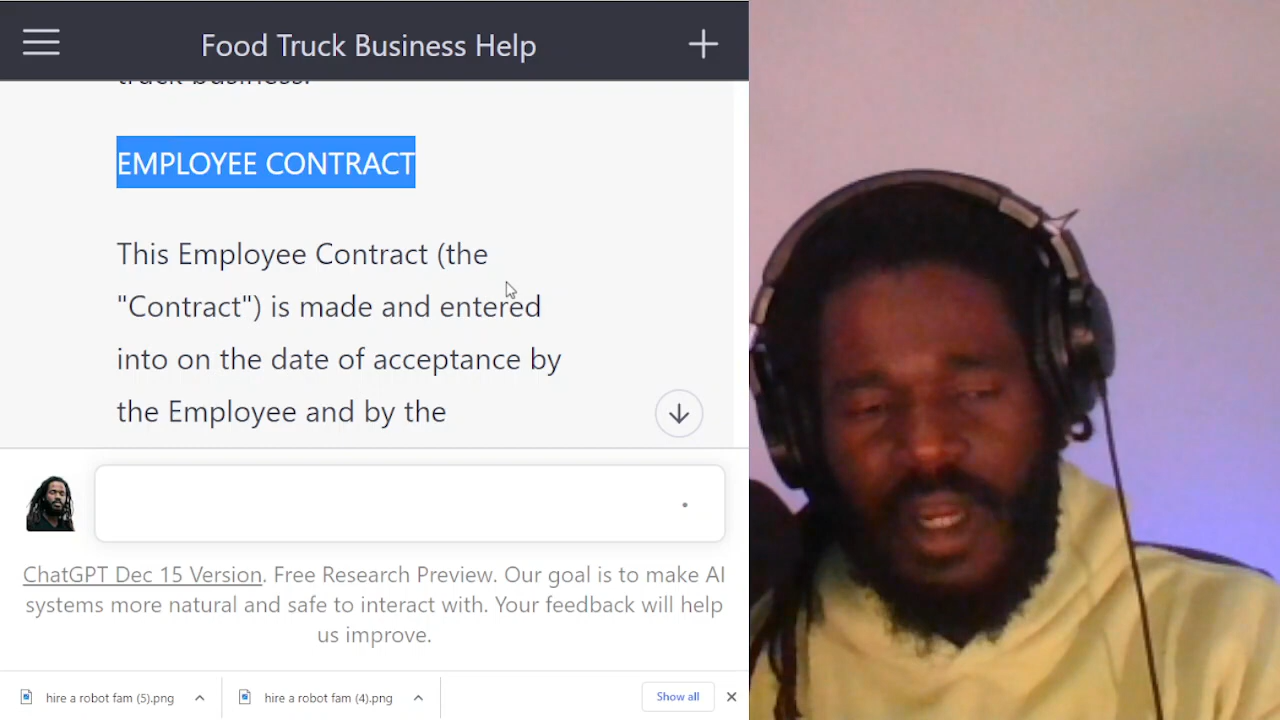 Food Truck Business Help
truck business.
EMPLOYEE CONTRACT
This Employee Contract (the
"Contract") is made and entered
into on the date of acceptance by
the Employee and by the
ChatGPT Dec 15 Version. Free Research Preview. Our goal is to make AI
systems more natural and safe to interact with. Your feedback will help
us improve.
hire a robot fam (5).png
hire a robot fam (4).png
Show all